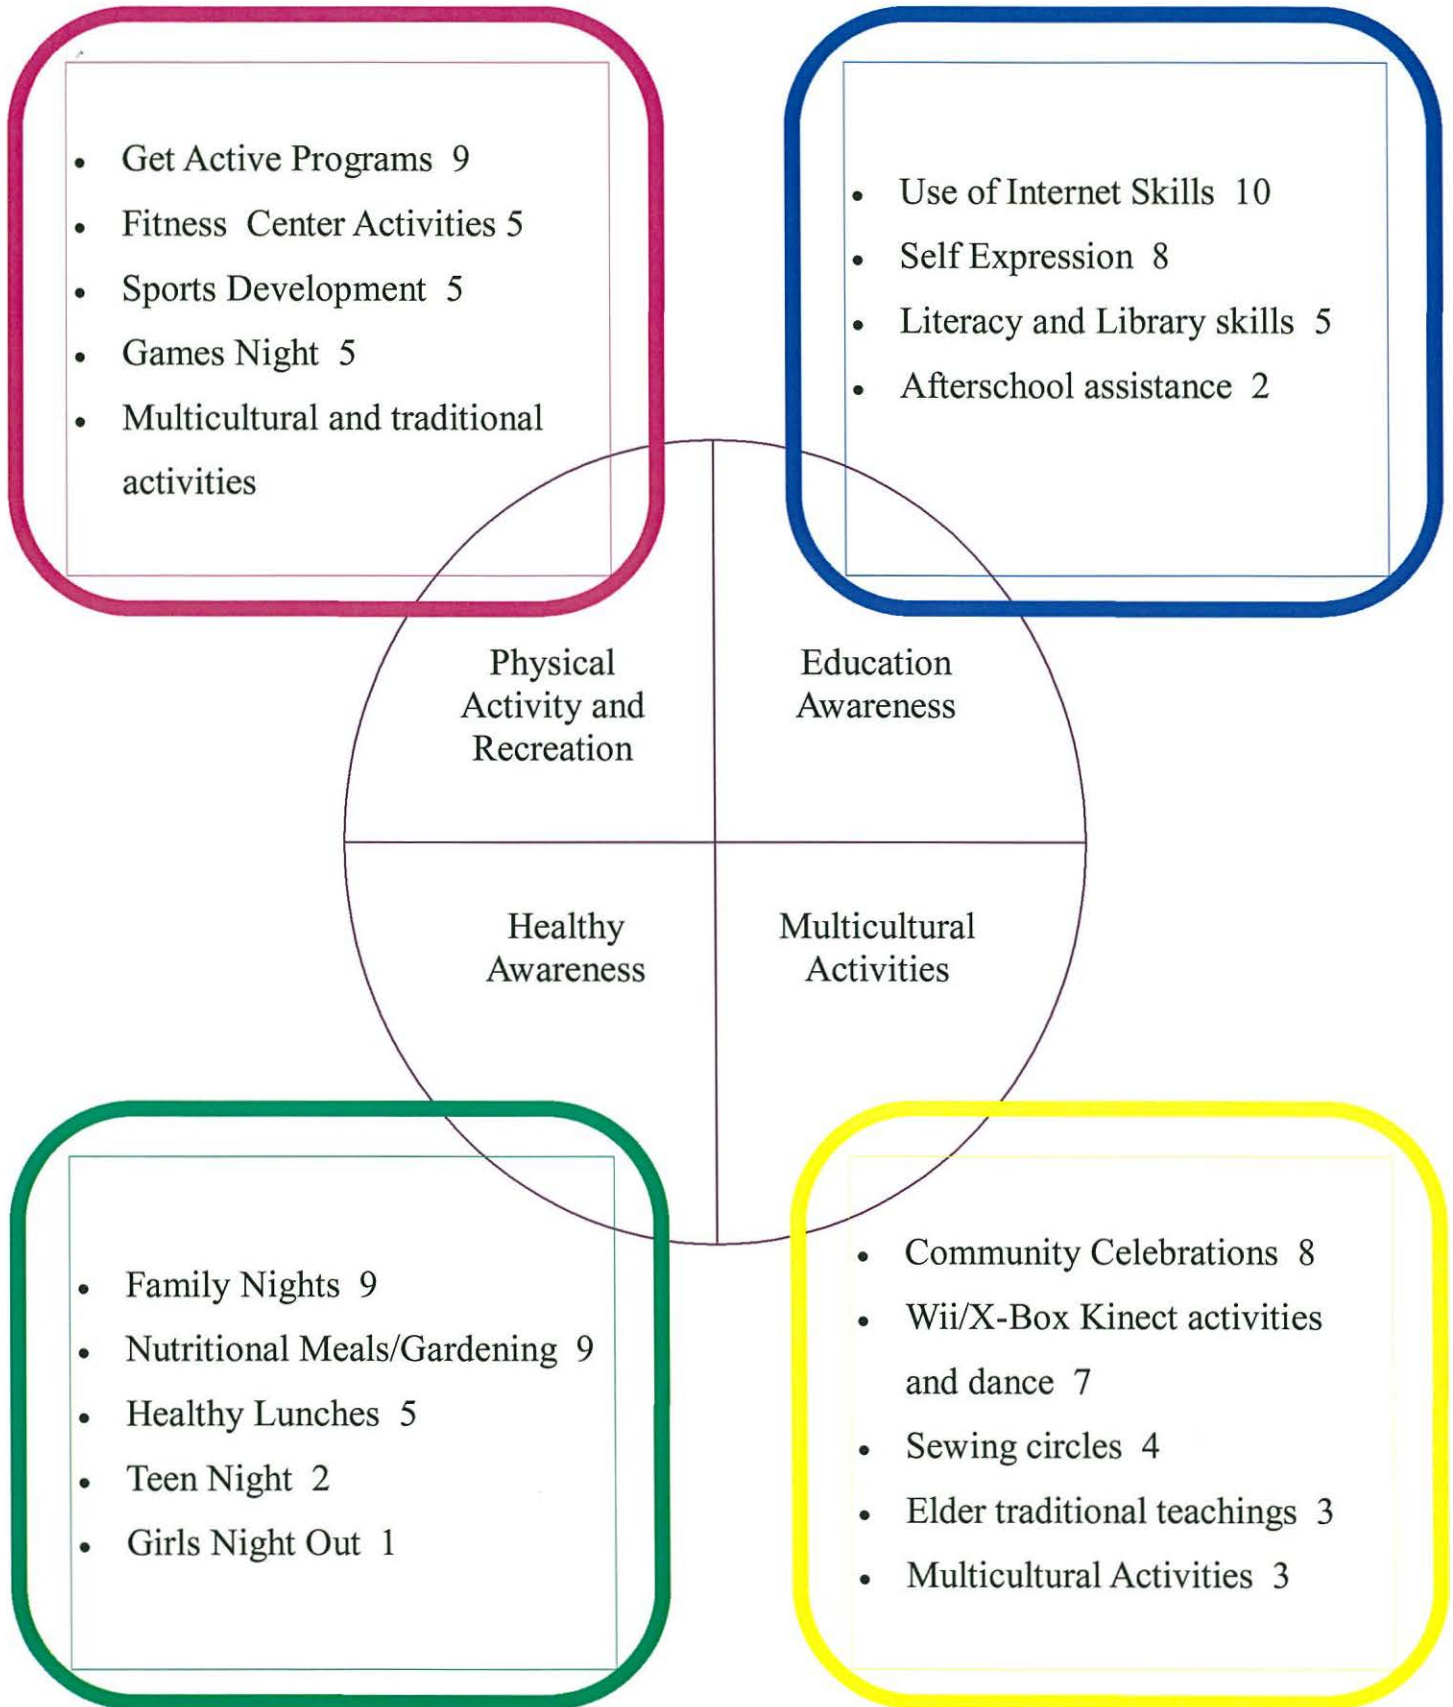 Get Active Programs 9
Fitness Center Activities 5
Sports Development 5
Games Night 5
Multicultural and traditional
activities
Use of Internet Skills 10
Self Expression 8
Literacy and Library skills 5
Afterschool assistance 2
Physical
Activity and
Recreation
Education
Awareness
Healthy
Awareness
Multicultural
Activities
Family Nights 9
Nutritional Meals/Gardening 9
Healthy Lunches 5
Teen Night 2
Girls Night Out 1
Community Celebrations 8
Wii/X-Box Kinect activities
and dance 7
Sewing circles 4
Elder traditional teachings 3
Multicultural Activities 3